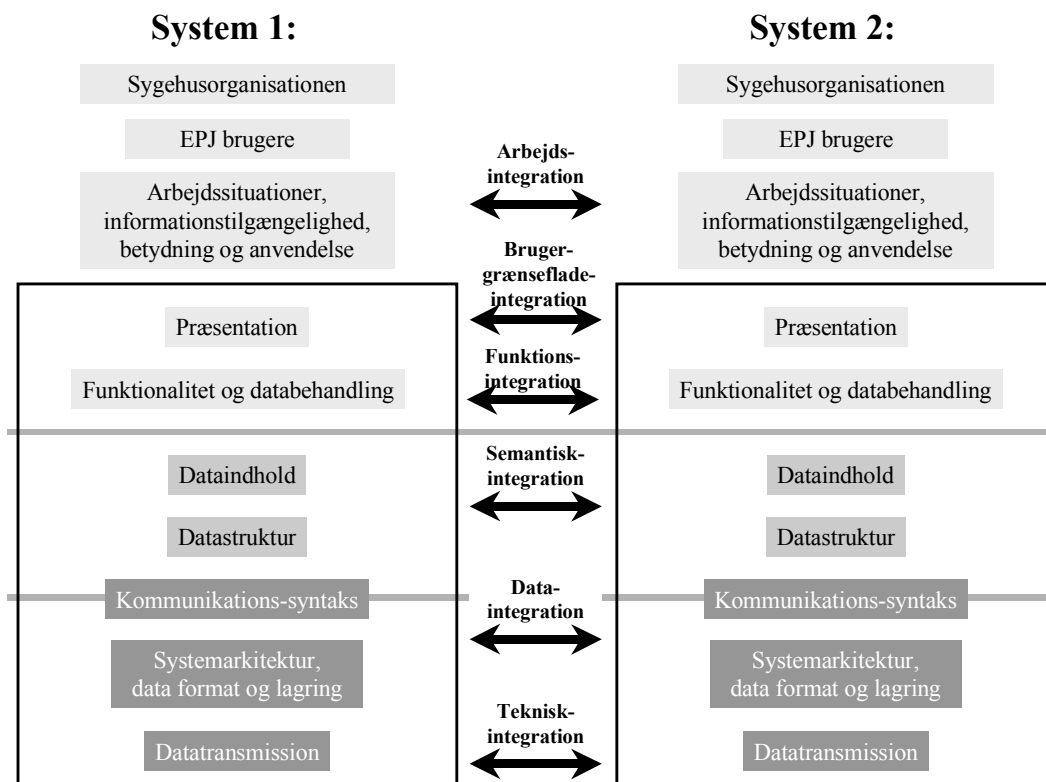 System 1:
Sygehusorganisationen
EPJ brugere
Arbejdssituationer,
informationstilgængelighed,
betydning og anvendelse
Præsentation
Funktionalitet og databehandling
Dataindhold
Datastruktur
Kommunikations-syntaks
Systemarkitektur,
data format og lagring
Datatransmission
Arbejds-
integration
Bruger-
grænseflade-
integration
Funktions-
integration
Semantisk-
integration
Data-
integration
Teknisk-
integration
System 2:
Sygehusorganisationen
EPJ brugere
Arbejdssituationer,
informationstilgængelighed,
betydning og anvendelse
Præsentation
Funktionalitet og databehandling
Dataindhold
Datastruktur
Kommunikations-syntaks
Systemarkitektur,
data format og lagring
Datatransmission